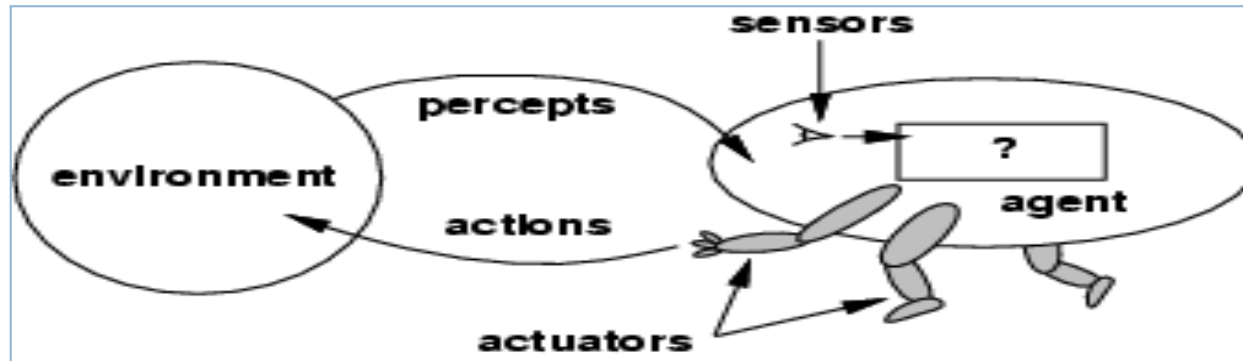 sensors
percepts
?
environment
agent
actions
actuators